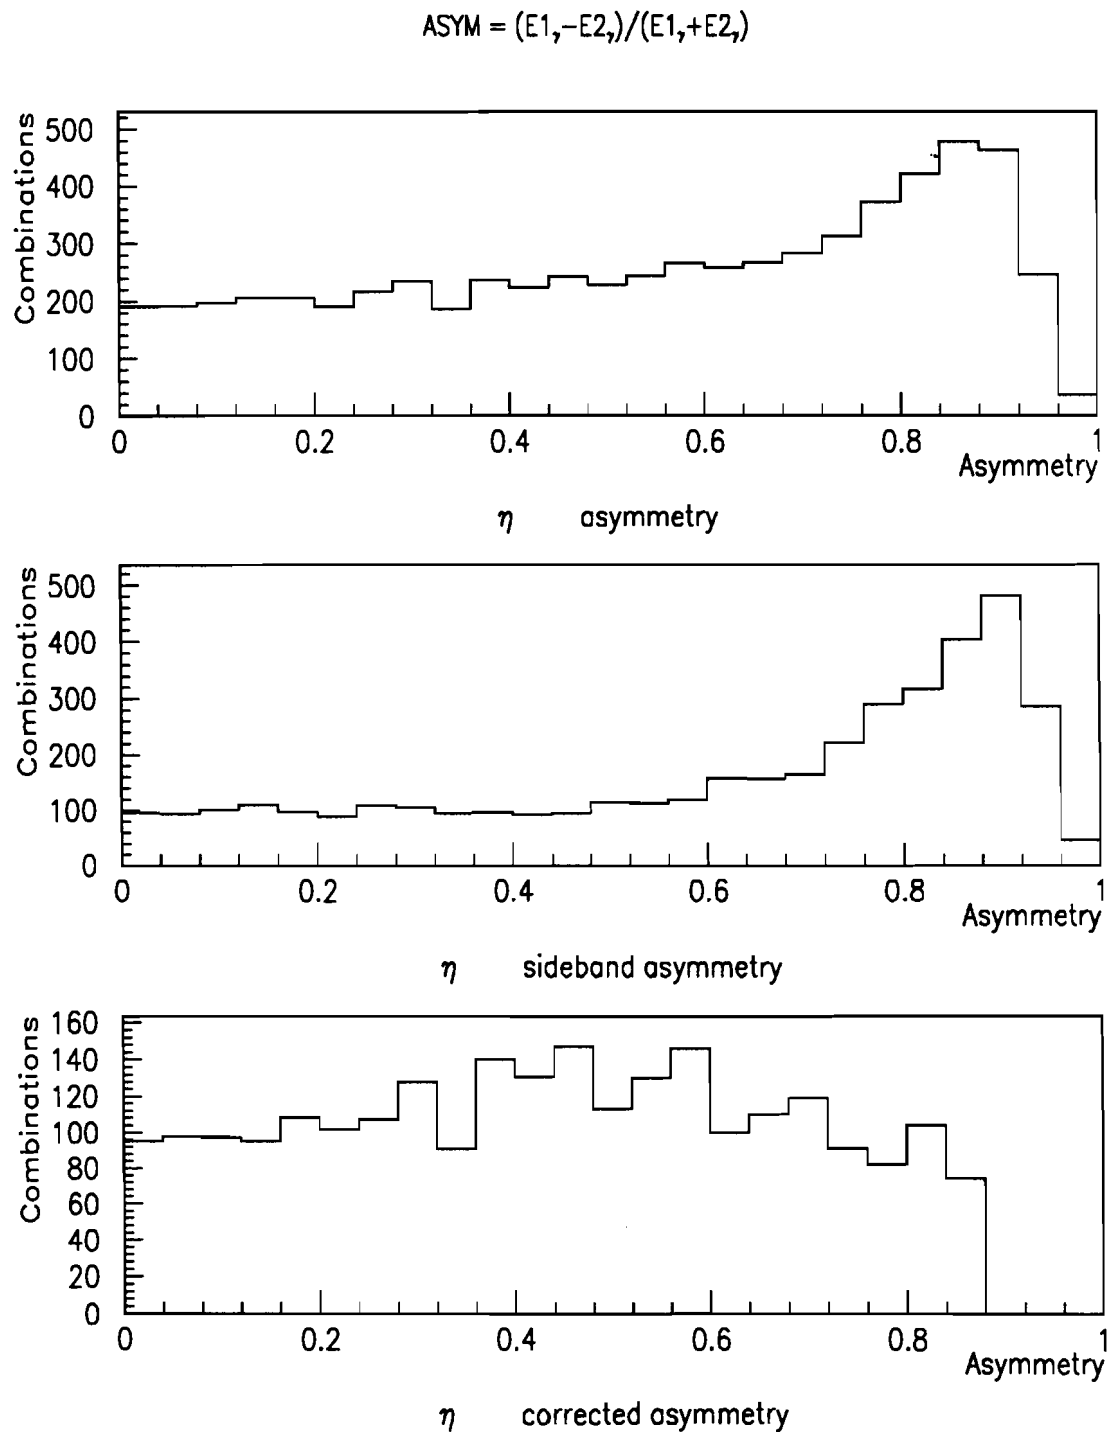 ASYM = (E1γ−E2γ)/(E1γ+E2γ)
Combinations
500
400
300
200
100
0
0 0.2 0.4 0.6 0.8 1
Asymmetry
η asymmetry
Combinations
500
400
300
200
100
0
0 0.2 0.4 0.6 0.8 1
Asymmetry
η sideband asymmetry
Combinations
160
140
120
100
80
60
40
20
0
0 0.2 0.4 0.6 0.8 1
Asymmetry
η corrected asymmetry